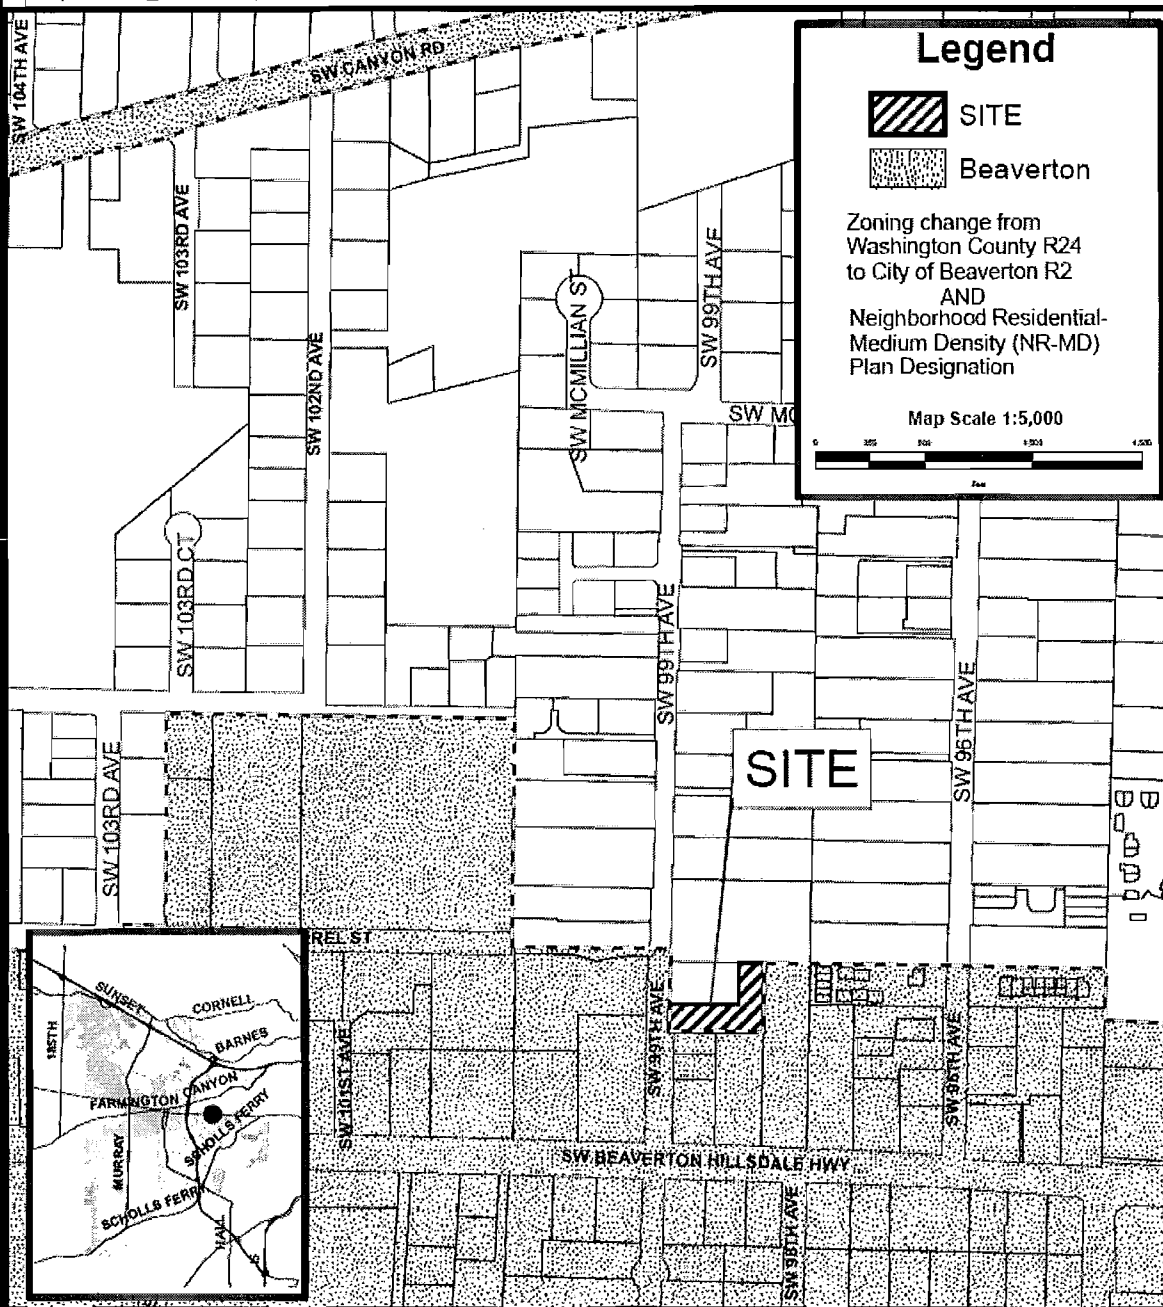 Legend
SITE
Beaverton
Zoning change from
Washington County R24
to City of Beaverton R2
AND
Neighborhood Residential-
Medium Density (NR-MD)
Plan Designation
Map Scale 1:5,000
0
SW 104TH AVE
SW CANYON RD
SW 103RD AVE
SW 102ND AVE
SW MCMILLIAN ST
SW 99TH AVE
SW MC
SW 103RD CT
SW 99TH AVE
SW 96TH AVE
SW 103RD AVE
SITE
REL ST
SW 101ST AVE
SW 99TH AVE
SW 96TH AVE
SW BEAVERTON HILLSDALE HWY
SW 98TH AVE
SUNSET
CORNELL
185TH
BARNES
CANYON
FARMINGTON
SCHOLLS FERRY
MURRAY
SCHOLLS FERRY
HALL